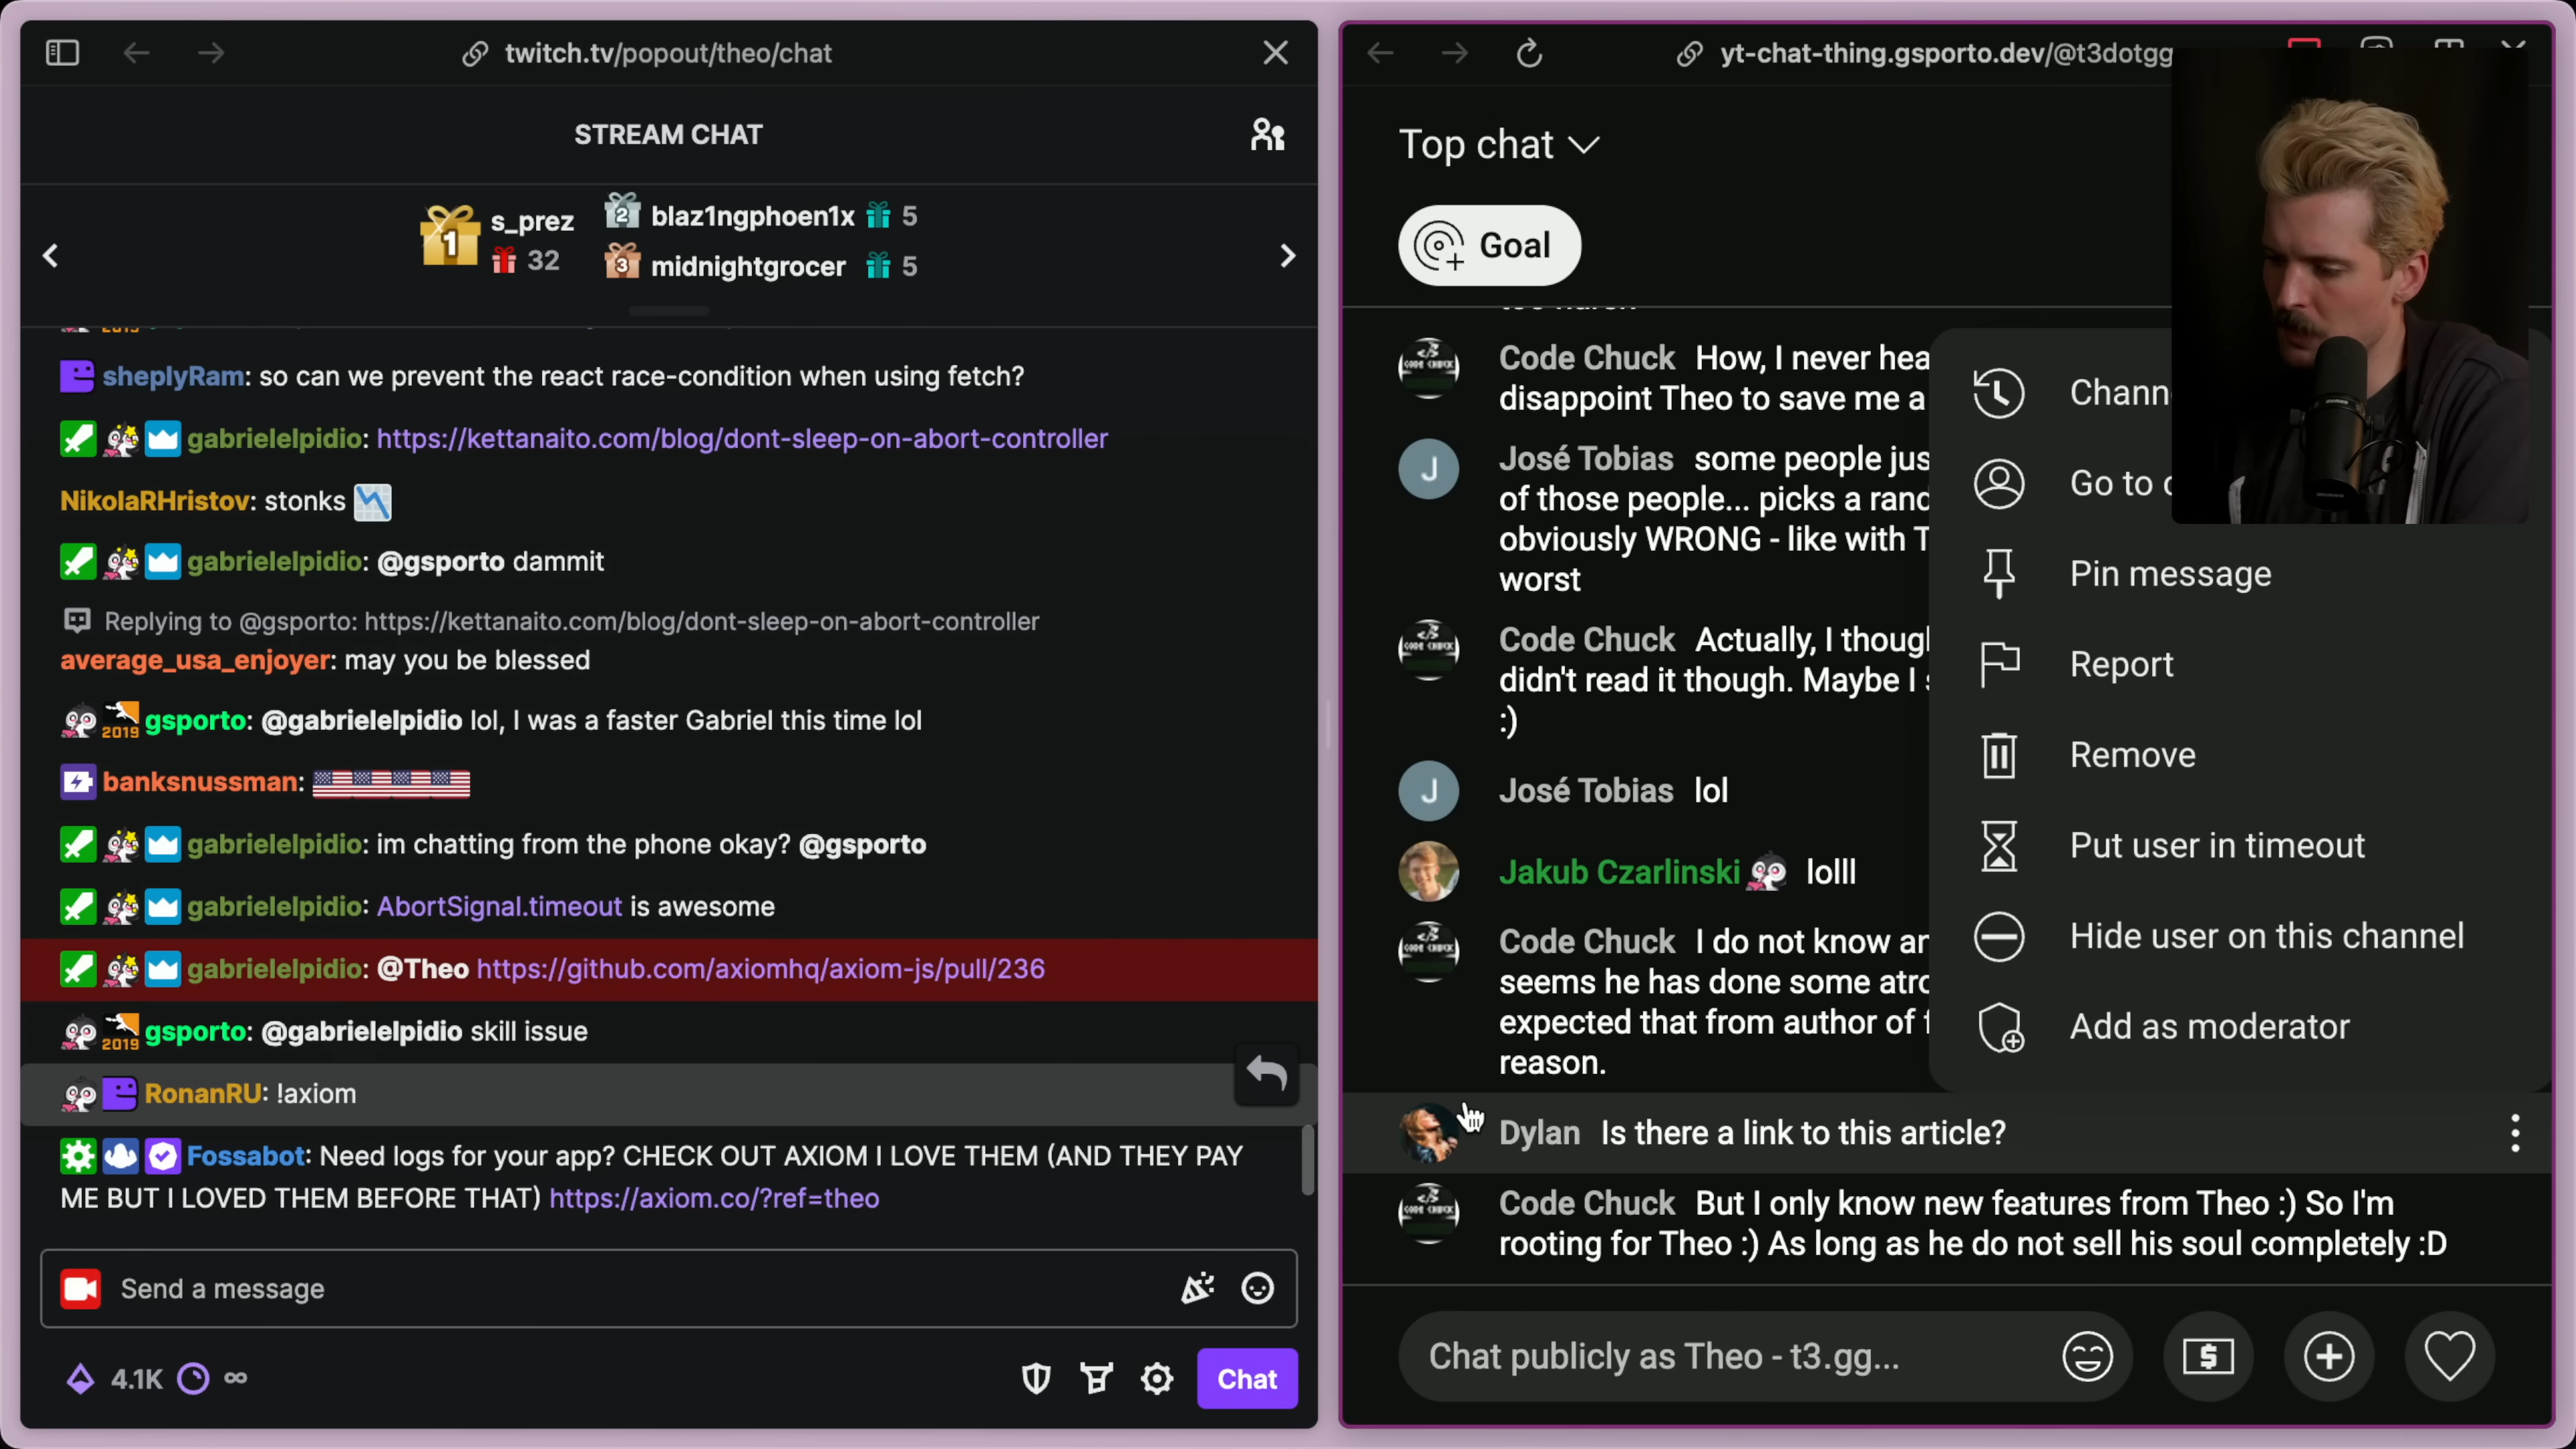 twitch.tv/popout/theo/chat
STREAM CHAT
1 s_prez 32
2 blaz1ngphoen1x 5
3 midnightgrocer 5
sheplyRam: so can we prevent the react race-condition when using fetch?
gabrielelpidio: https://kettanaito.com/blog/dont-sleep-on-abort-controller
NikolaRHristov: stonks
gabrielelpidio: @gsporto dammit
Replying to @gsporto: https://kettanaito.com/blog/dont-sleep-on-abort-controller
average_usa_enjoyer: may you be blessed
2019 gsporto: @gabrielelpidio lol, I was a faster Gabriel this time lol
banksnussman:
gabrielelpidio: im chatting from the phone okay? @gsporto
gabrielelpidio: AbortSignal.timeout is awesome
gabrielelpidio: @Theo https://github.com/axiomhq/axiom-js/pull/236
2019 gsporto: @gabrielelpidio skill issue
RonanRU: !axiom
Fossabot: Need logs for your app? CHECK OUT AXIOM I LOVE THEM (AND THEY PAY
ME BUT I LOVED THEM BEFORE THAT) https://axiom.co/?ref=theo
Send a message
4.1K ∞
Chat
yt-chat-thing.gsporto.dev/@t3dotgg
Top chat
Goal
Code Chuck How, I never hea
disappoint Theo to save me a
J José Tobias some people jus
of those people... picks a rand
obviously WRONG - like with T
worst
Code Chuck Actually, I though
didn't read it though. Maybe I s
:)
J José Tobias lol
Jakub Czarlinski lolll
Code Chuck I do not know an
seems he has done some atro
expected that from author of f
reason.
Dylan Is there a link to this article?
Code Chuck But I only know new features from Theo :) So I'm
rooting for Theo :) As long as he do not sell his soul completely :D
Chann
Go to c
Pin message
Report
Remove
Put user in timeout
Hide user on this channel
Add as moderator
Chat publicly as Theo - t3.gg...